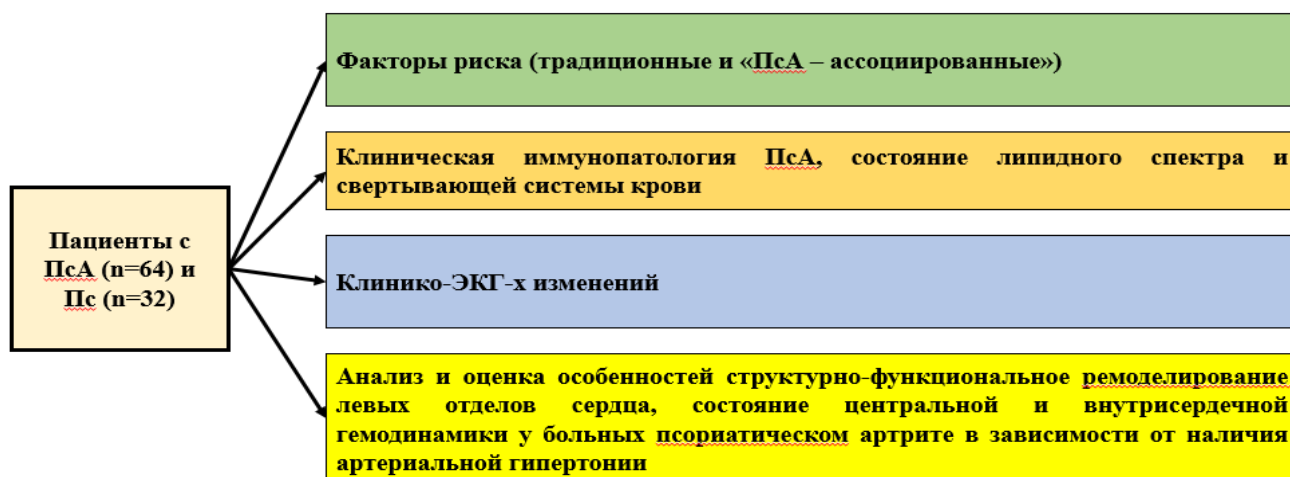 Факторы риска (традиционные и «ПсА – ассоциированные»)
Клиническая иммунопатология ПсА, состояние липидного спектра и
свертывающей системы крови
Пациенты с
ПсА (n=64) и
Пс (n=32)
Клинико-ЭКГ-х изменений
Анализ и оценка особенностей структурно-функциональное ремоделирование
левых отделов сердца, состояние центральной и внутрисердечной
гемодинамики у больных псориатическом артрите в зависимости от наличия
артериальной гипертонии